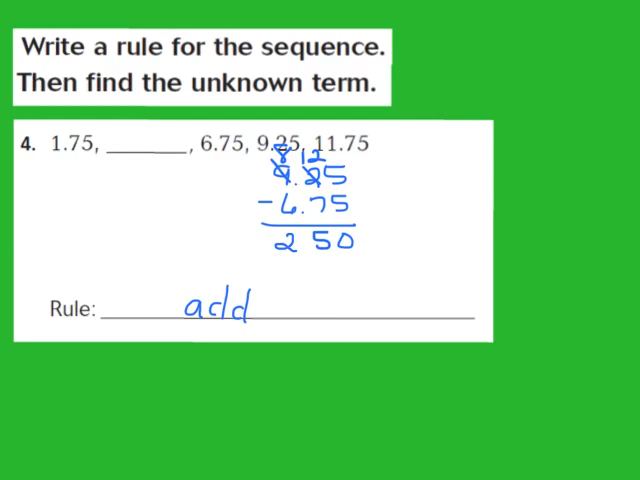 Write a rule for the sequence.
Then find the unknown term.
4. 1.75, ________, 6.75, 9.25, 11.75
8 12
9.25
-6.75
2 50
Rule: add